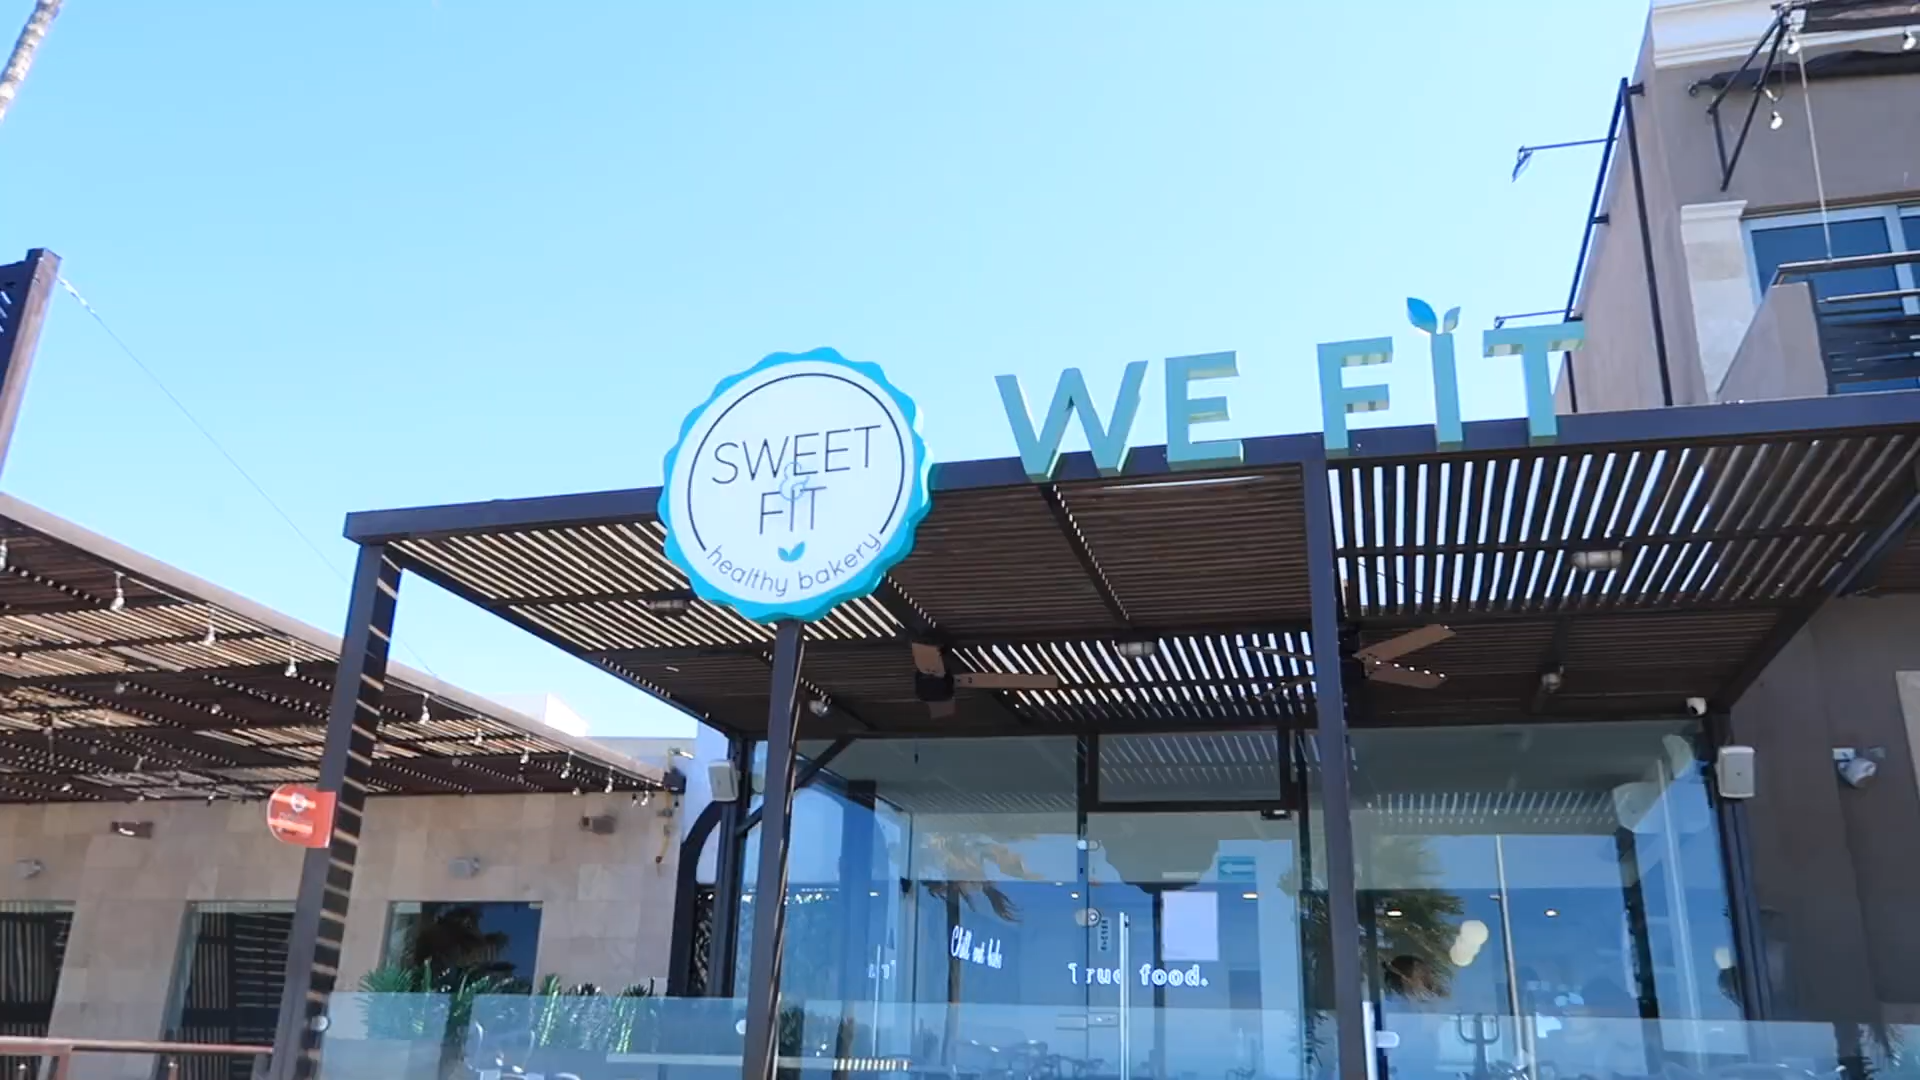 WE FIT
SWEET
&
FIT
healthy bakery
True food.